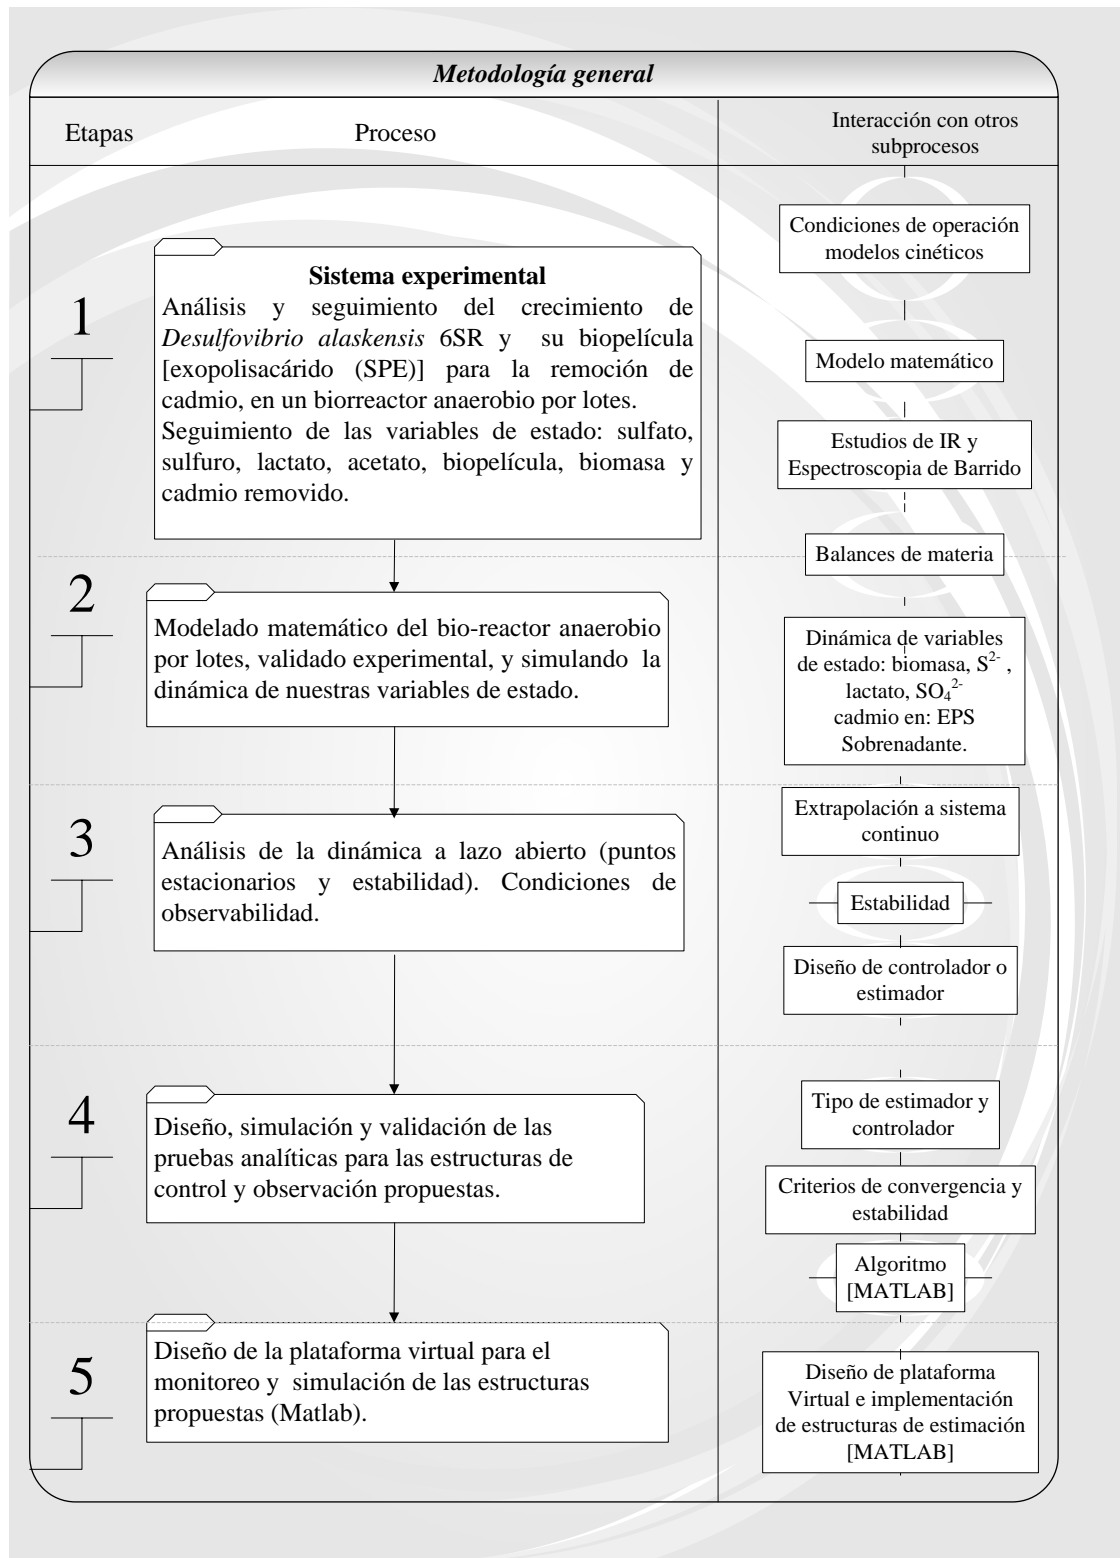 Metodología general
Etapas
Proceso
Interacción con otros
subprocesos
1
Sistema experimental
Análisis y seguimiento del crecimiento de
Desulfovibrio alaskensis 6SR y su biopelícula
[exopolisacárido (SPE)] para la remoción de
cadmio, en un biorreactor anaerobio por lotes.
Seguimiento de las variables de estado: sulfato,
sulfuro, lactato, acetato, biopelícula, biomasa y
cadmio removido.
Condiciones de operación
modelos cinéticos
Modelo matemático
Estudios de IR y
Espectroscopia de Barrido
Balances de materia
2
Modelado matemático del bio-reactor anaerobio
por lotes, validado experimental, y simulando la
dinámica de nuestras variables de estado.
Dinámica de variables
de estado: biomasa, S²⁻ ,
lactato, SO₄²⁻
cadmio en: EPS
Sobrenadante.
3
Análisis de la dinámica a lazo abierto (puntos
estacionarios y estabilidad). Condiciones de
observabilidad.
Extrapolación a sistema
continuo
Estabilidad
Diseño de controlador o
estimador
4
Diseño, simulación y validación de las
pruebas analíticas para las estructuras de
control y observación propuestas.
Tipo de estimador y
controlador
Criterios de convergencia y
estabilidad
Algoritmo
[MATLAB]
5
Diseño de la plataforma virtual para el
monitoreo y simulación de las estructuras
propuestas (Matlab).
Diseño de plataforma
Virtual e implementación
de estructuras de estimación
[MATLAB]